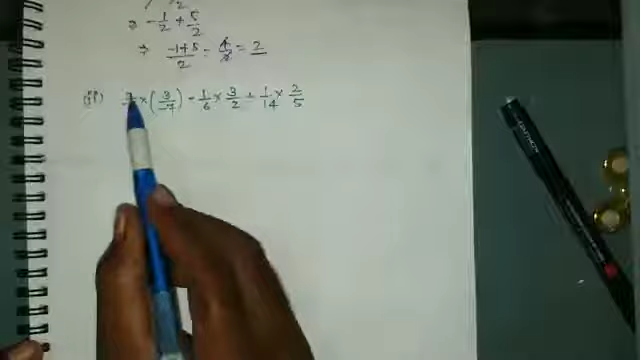 2
⇒ -1/2 + 5/2
⇒ -1+5/2 = 4/2 = 2
(ii) × (3/-7) - 1/6 × 3/2 + 1/14 × 2/5